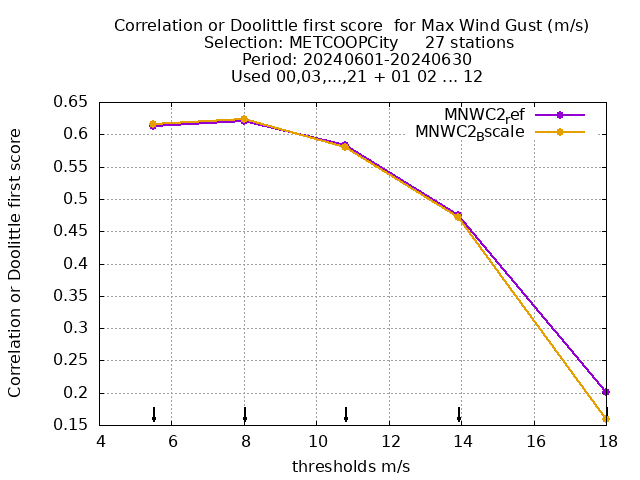 Correlation or Doolittle first score  for Max Wind Gust (m/s)
Selection: METCOOPCity     27 stations
Period: 20240601-20240630
Used 00,03,...,21 + 01 02 ... 12
MNWC2ref
MNWC2Bscale
Correlation or Doolittle first score
0.65
0.6
0.55
0.5
0.45
0.4
0.35
0.3
0.25
0.2
0.15
4 6 8 10 12 14 16 18
thresholds m/s